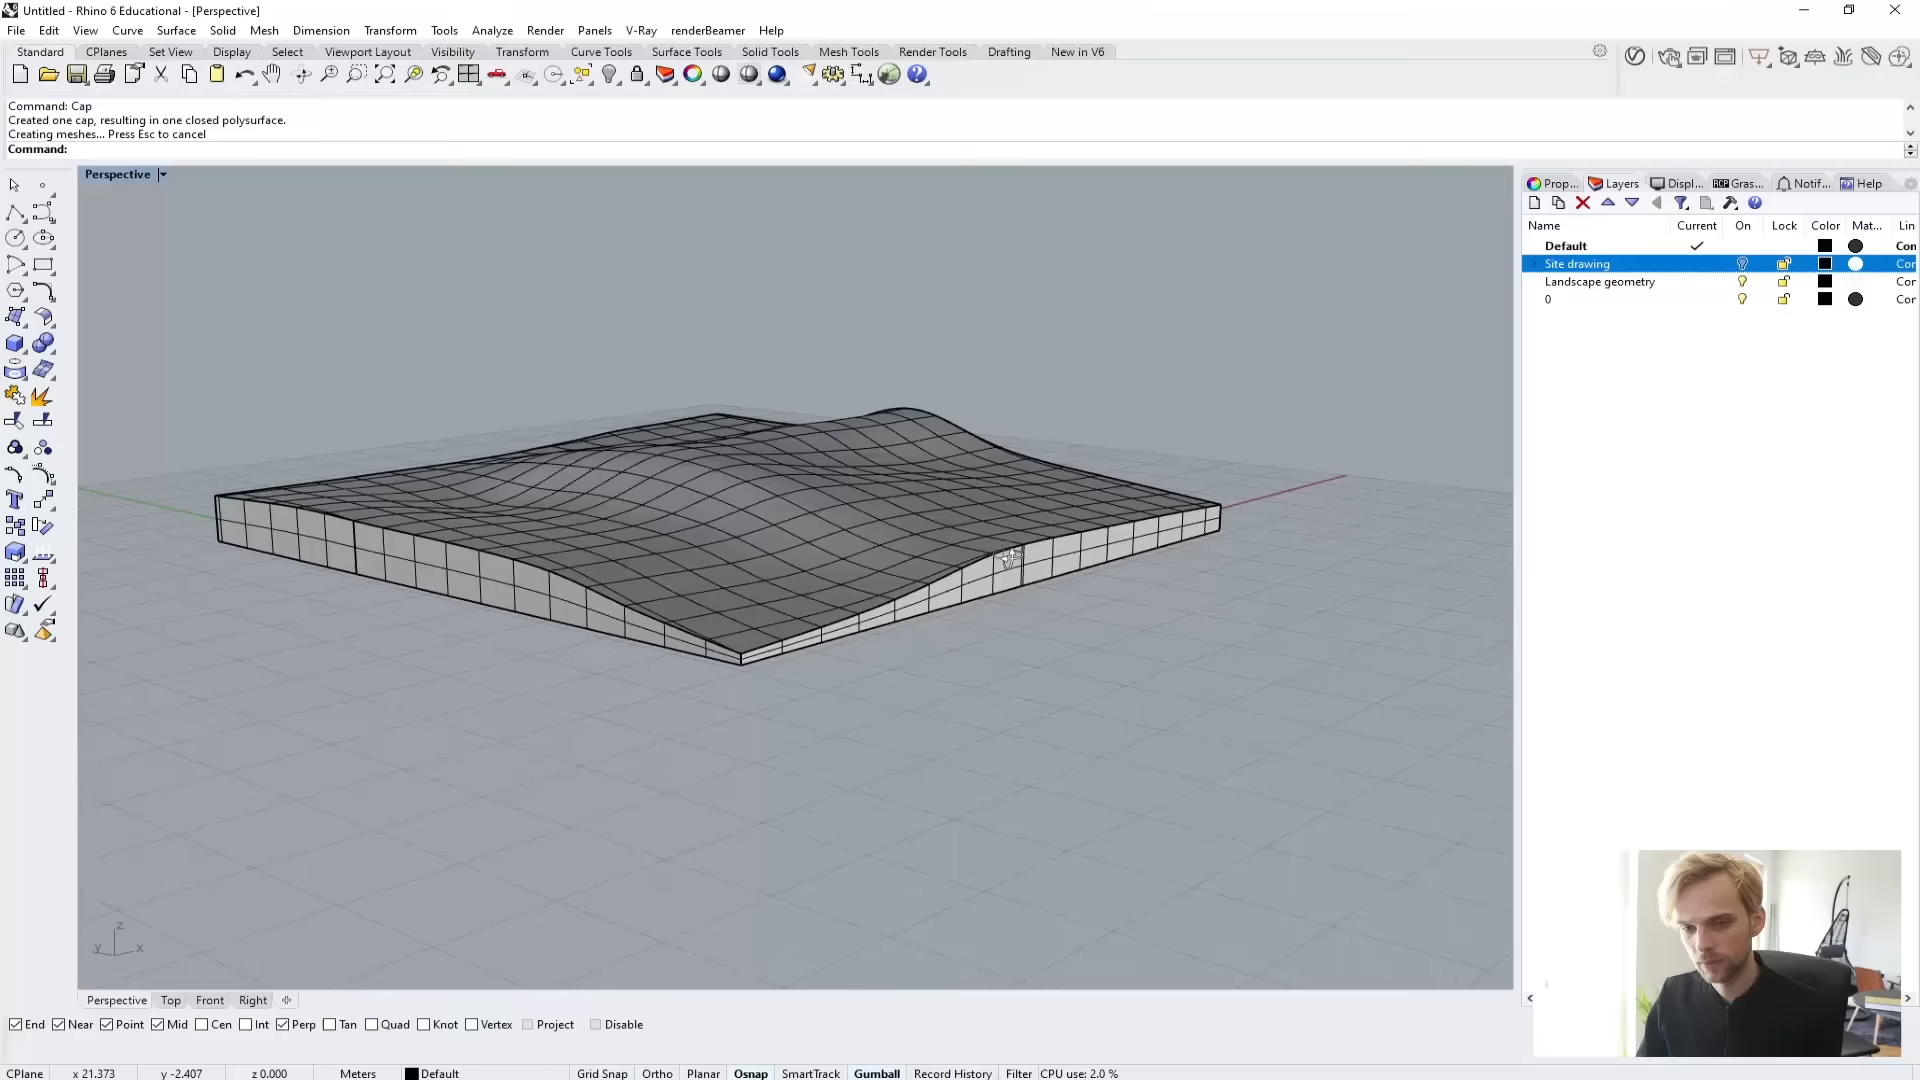 Untitled - Rhino 6 Educational - [Perspective]
File Edit View Curve Surface Solid Mesh Dimension Transform Tools Analyze Render Panels V-Ray renderBeamer Help
Standard CPlanes Set View Display Select Viewport Layout Visibility Transform Curve Tools Surface Tools Solid Tools Mesh Tools Render Tools Drafting New in V6
Command: Cap
Created one cap, resulting in one closed polysurface.
Creating meshes... Press Esc to cancel
Command:
Perspective
Prop... Layers Displ... Gras... Notif... Help
Name Current On Lock Color Mat... Lin
Default Con
Site drawing Cor
Landscape geometry Cor
0 Cor
z
y x
Perspective Top Front Right
End Near Point Mid Cen Int Perp Tan Quad Knot Vertex Project Disable
CPlane x 21.373 y -2.407 z 0.000 Meters Default Grid Snap Ortho Planar Osnap SmartTrack Gumball Record History Filter CPU use: 2.0 %